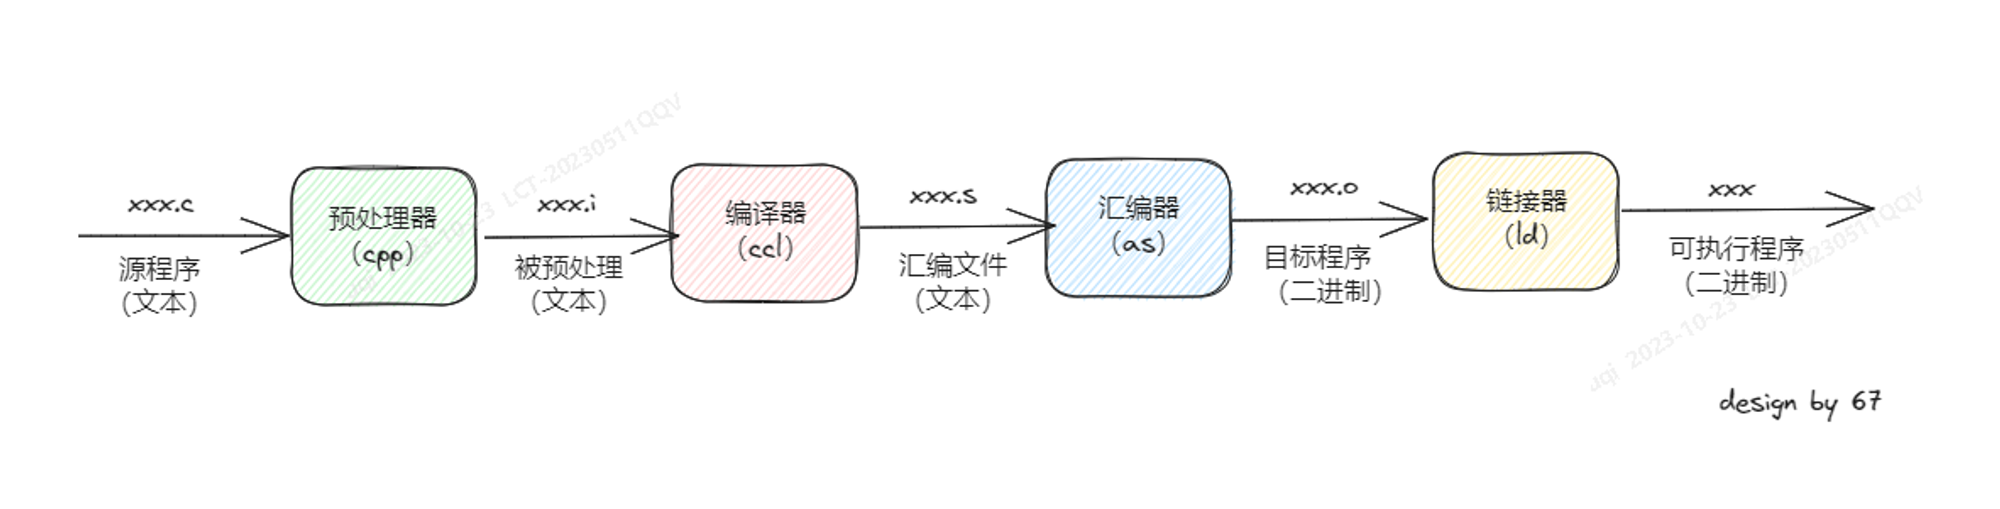 xxx.c
源程序
(文本)
预处理器
(cpp)
xxx.i
被预处理
(文本)
编译器
(ccl)
xxx.s
汇编文件
(文本)
汇编器
(as)
xxx.o
目标程序
(二进制)
链接器
(ld)
xxx
可执行程序
(二进制)
design by 67
LCT-20230511QQV
2023-10-23
20230511QQV